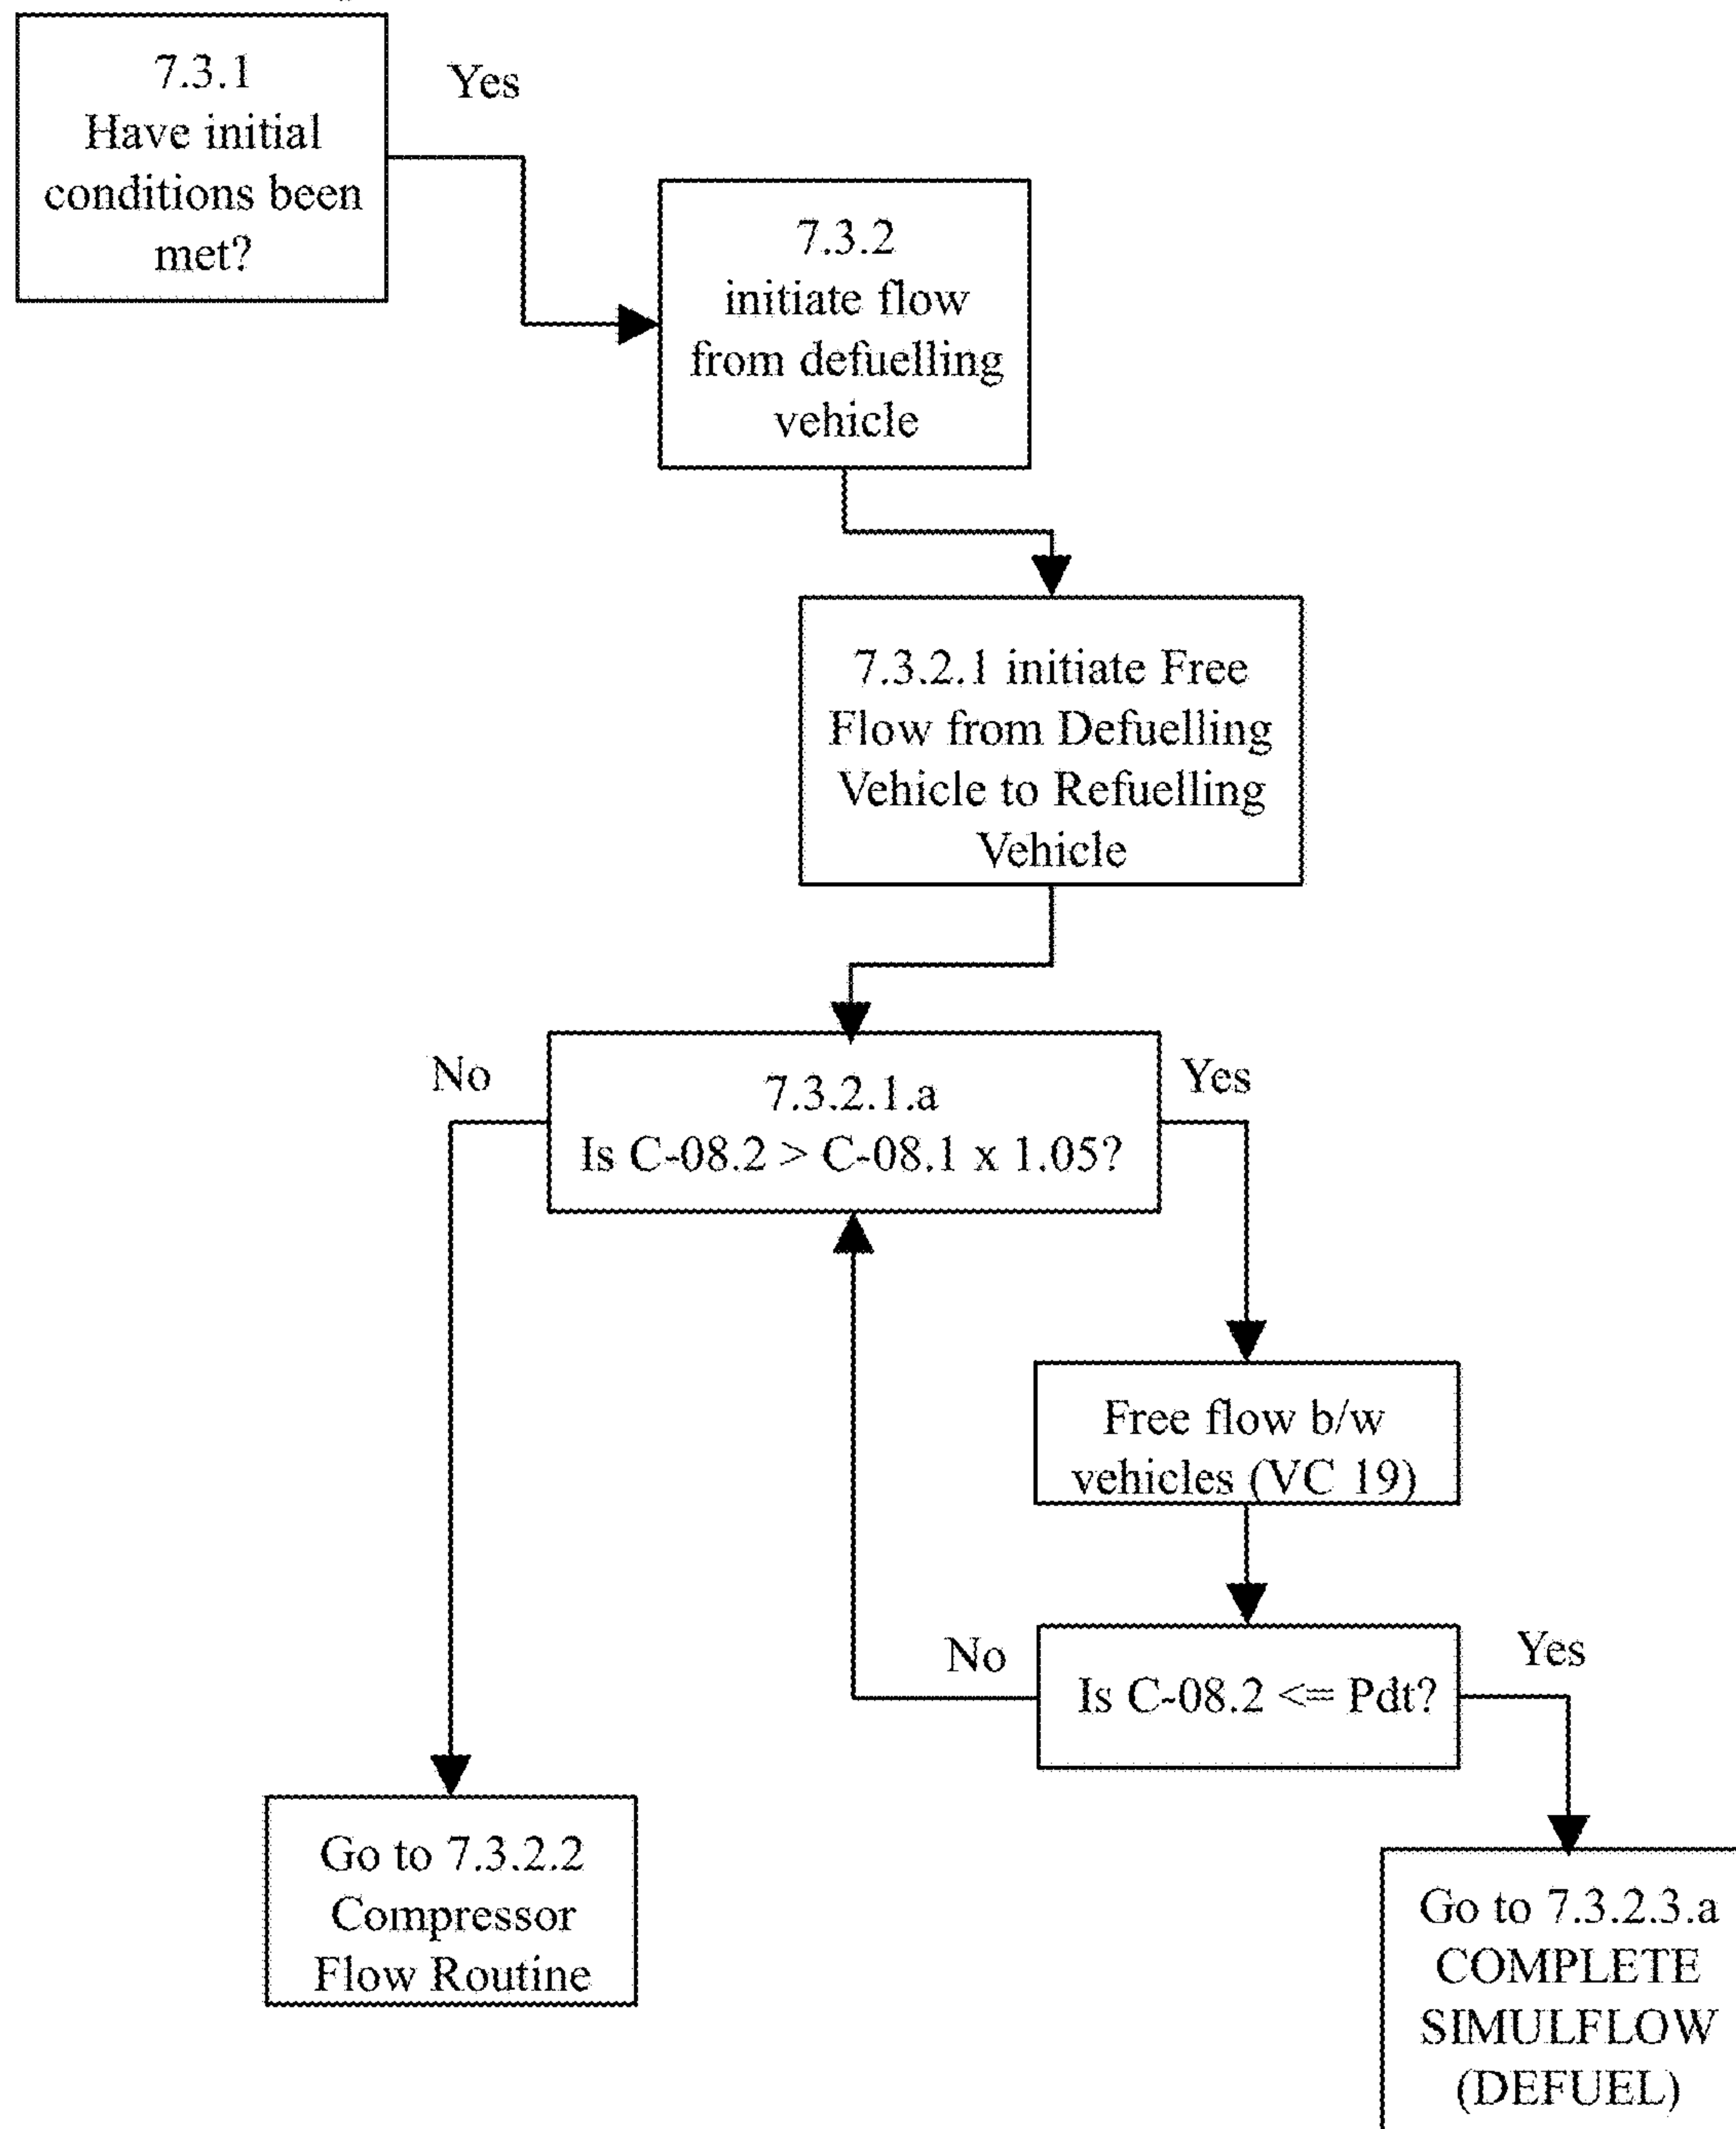 7.3.1
Have initial
conditions been
met?
Yes
7.3.2
initiate flow
from defuelling
vehicle
7.3.2.1 initiate Free
Flow from Defuelling
Vehicle to Refuelling
Vehicle
No
7.3.2.1.a
Is C-08.2 > C-08.1 x 1.05?
Yes
Free flow b/w
vehicles (VC 19)
No
Is C-08.2 <= Pdt?
Yes
Go to 7.3.2.2
Compressor
Flow Routine
Go to 7.3.2.3.a
COMPLETE
SIMULFLOW
(DEFUEL)